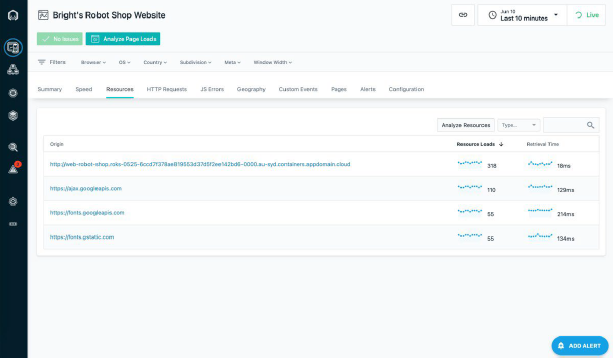 Bright's Robot Shop Website
Jun 10
Last 10 minutes
Live
No Issues
Analyze Page Loads
Filters Browser OS Country Subdivision Meta Window Width
Summary Speed Resources HTTP Requests JS Errors Geography Custom Events Pages Alerts Configuration
Analyze Resources Type...
Origin Resource Loads ↓ Retrieval Time
http://web-robot-shop.roks-0525-6ccd7f378ae819553d37d5f2ee142bd6-0000.au-syd.containers.appdomain.cloud 318 18ms
https://ajax.googleapis.com 110 129ms
https://fonts.googleapis.com 55 214ms
https://fonts.gstatic.com 55 134ms
ADD ALERT